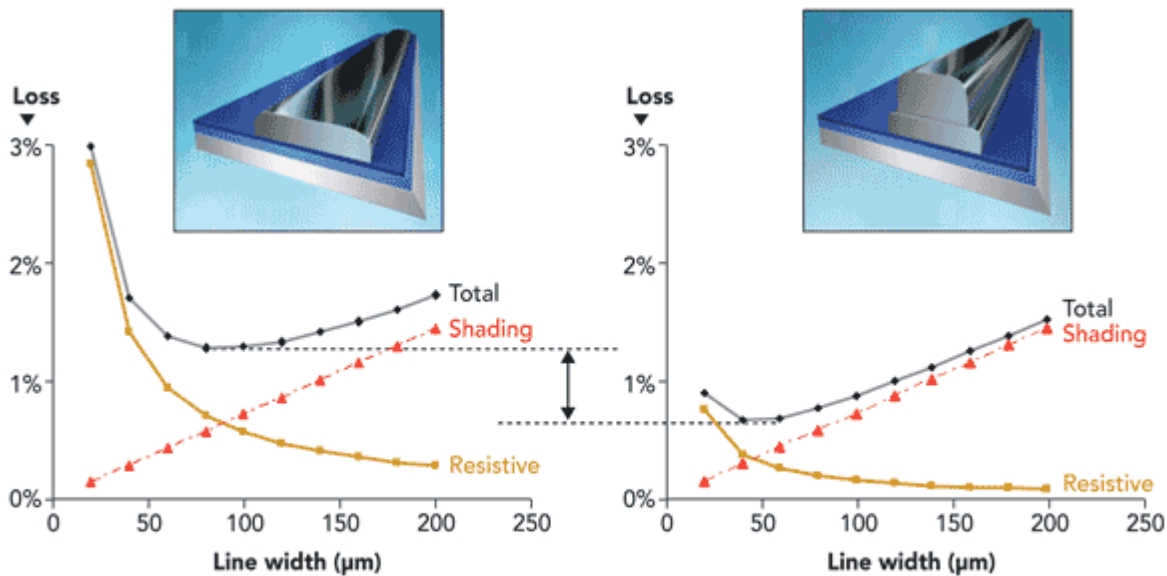 Loss
3%
2%
1%
0%
0 50 100 150 200 250
Line width (µm)
Total
Shading
Resistive
Loss
3%
2%
1%
0%
0 50 100 150 200 250
Line width (µm)
Total
Shading
Resistive